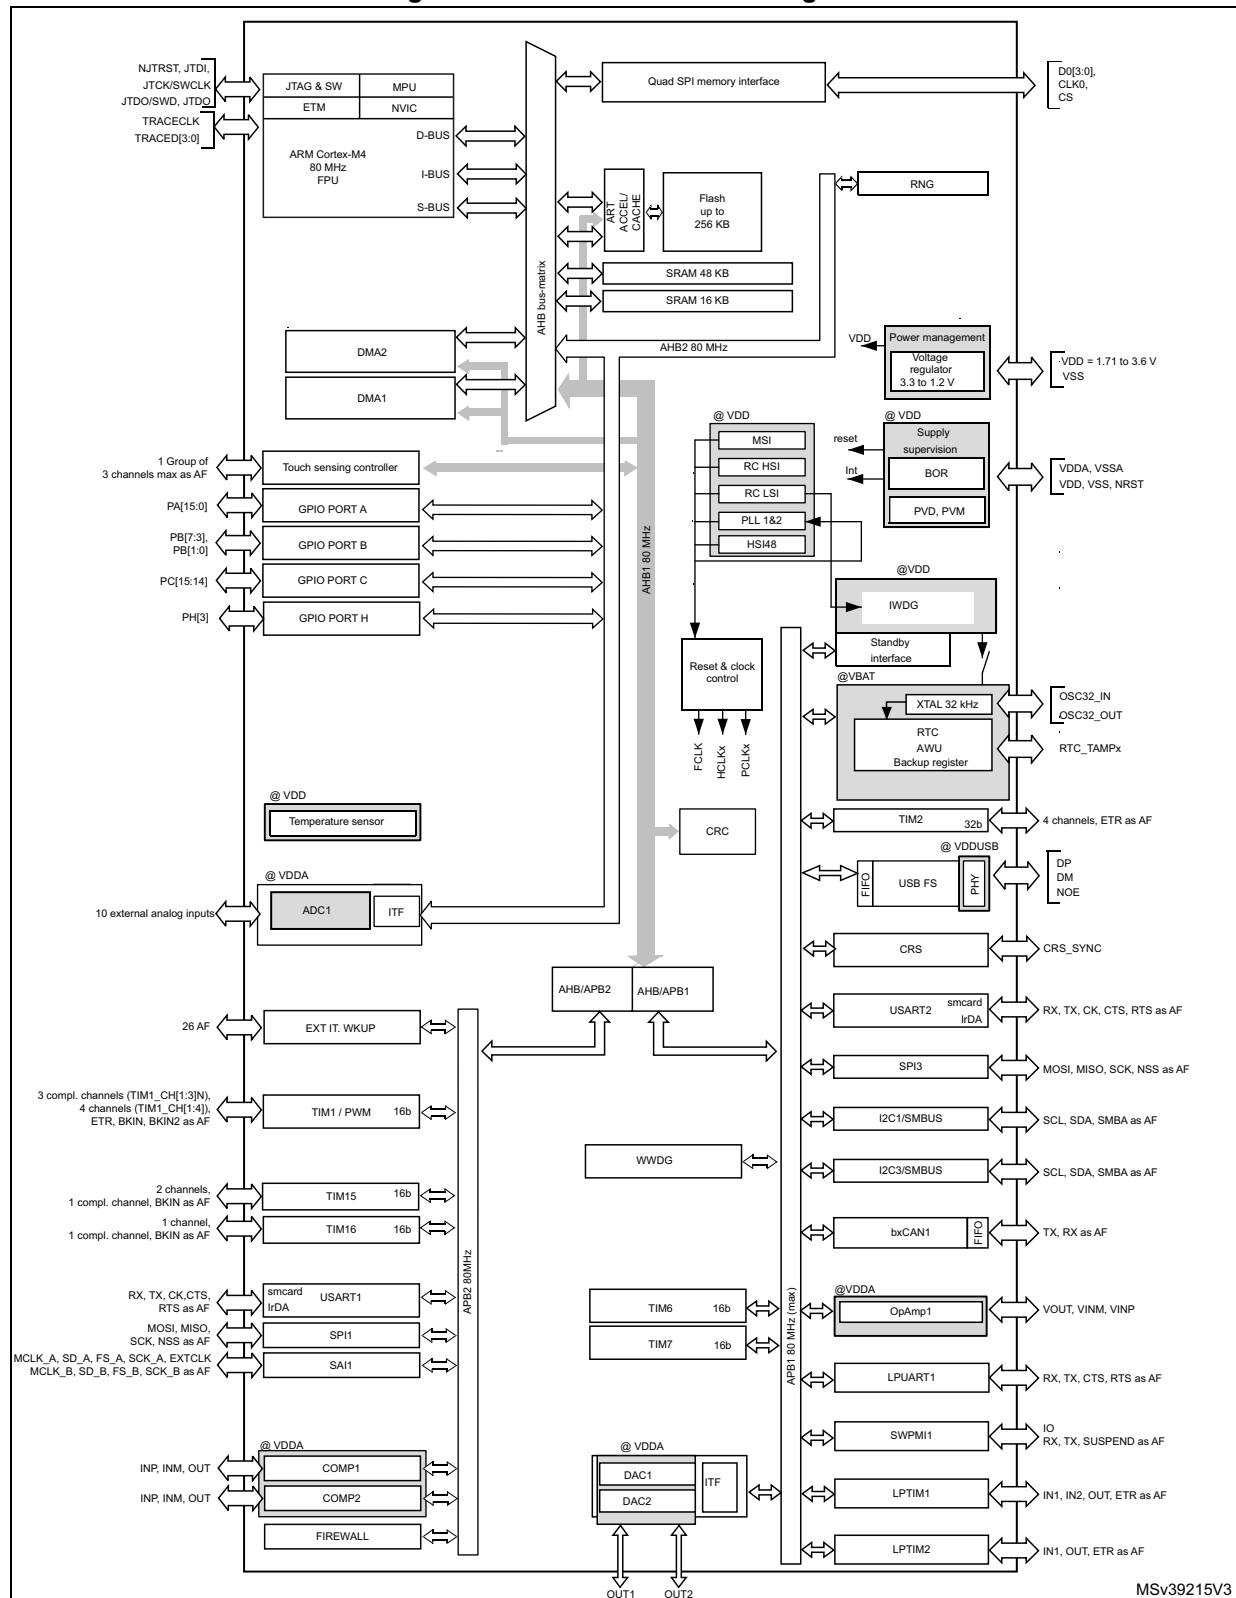 NJTRST, JTDI,
JTCK/SWCLK
JTDO/SWD, JTDO
TRACECLK
TRACED[3:0]
JTAG & SW
MPU
ETM
NVIC
ARM Cortex-M4
80 MHz
FPU
D-BUS
I-BUS
S-BUS
AHB bus-matrix
Quad SPI memory interface
D0[3:0],
CLK0,
CS
ART
ACCEL/
CACHE
Flash
up to
256 KB
RNG
SRAM 48 KB
SRAM 16 KB
AHB2 80 MHz
DMA2
DMA1
VDD
Power management
Voltage
regulator
3.3 to 1.2 V
VDD = 1.71 to 3.6 V
VSS
@ VDD
MSI
RC HSI
RC LSI
PLL 1&2
HSI48
@ VDD
reset
Int
Supply
supervision
BOR
PVD, PVM
VDDA, VSSA
VDD, VSS, NRST
1 Group of
3 channels max as AF
Touch sensing controller
PA[15:0]
GPIO PORT A
PB[7:3],
PB[1:0]
GPIO PORT B
PC[15:14]
GPIO PORT C
PH[3]
GPIO PORT H
AHB1 80 MHz
@VDD
IWDG
Standby
interface
Reset & clock
control
FCLK
HCLKx
PCLKx
@VBAT
XTAL 32 kHz
RTC
AWU
Backup register
OSC32_IN
OSC32_OUT
RTC_TAMPx
@ VDD
Temperature sensor
CRC
TIM2
32b
4 channels, ETR as AF
@ VDDUSB
FIFO
USB FS
PHY
DP
DM
NOE
@ VDDA
10 external analog inputs
ADC1
ITF
CRS
CRS_SYNC
AHB/APB2
AHB/APB1
26 AF
EXT IT. WKUP
USART2
smcard
IrDA
RX, TX, CK, CTS, RTS as AF
SPI3
MOSI, MISO, SCK, NSS as AF
3 compl. channels (TIM1_CH[1:3]N),
4 channels (TIM1_CH[1:4]),
ETR, BKIN, BKIN2 as AF
TIM1 / PWM
16b
I2C1/SMBUS
SCL, SDA, SMBA as AF
WWDG
I2C3/SMBUS
SCL, SDA, SMBA as AF
2 channels,
1 compl. channel, BKIN as AF
TIM15
16b
1 channel,
1 compl. channel, BKIN as AF
TIM16
16b
bxCAN1
FIFO
TX, RX as AF
APB2 80MHz
APB1 80 MHz (max)
RX, TX, CK,CTS,
RTS as AF
smcard
IrDA
USART1
MOSI, MISO,
SCK, NSS as AF
SPI1
MCLK_A, SD_A, FS_A, SCK_A, EXTCLK
MCLK_B, SD_B, FS_B, SCK_B as AF
SAI1
TIM6
16b
TIM7
16b
@VDDA
OpAmp1
VOUT, VINM, VINP
LPUART1
RX, TX, CTS, RTS as AF
SWPMI1
IO
RX, TX, SUSPEND as AF
@ VDDA
INP, INM, OUT
COMP1
INP, INM, OUT
COMP2
FIREWALL
@ VDDA
DAC1
DAC2
ITF
OUT1
OUT2
LPTIM1
IN1, IN2, OUT, ETR as AF
LPTIM2
IN1, OUT, ETR as AF
MSv39215V3